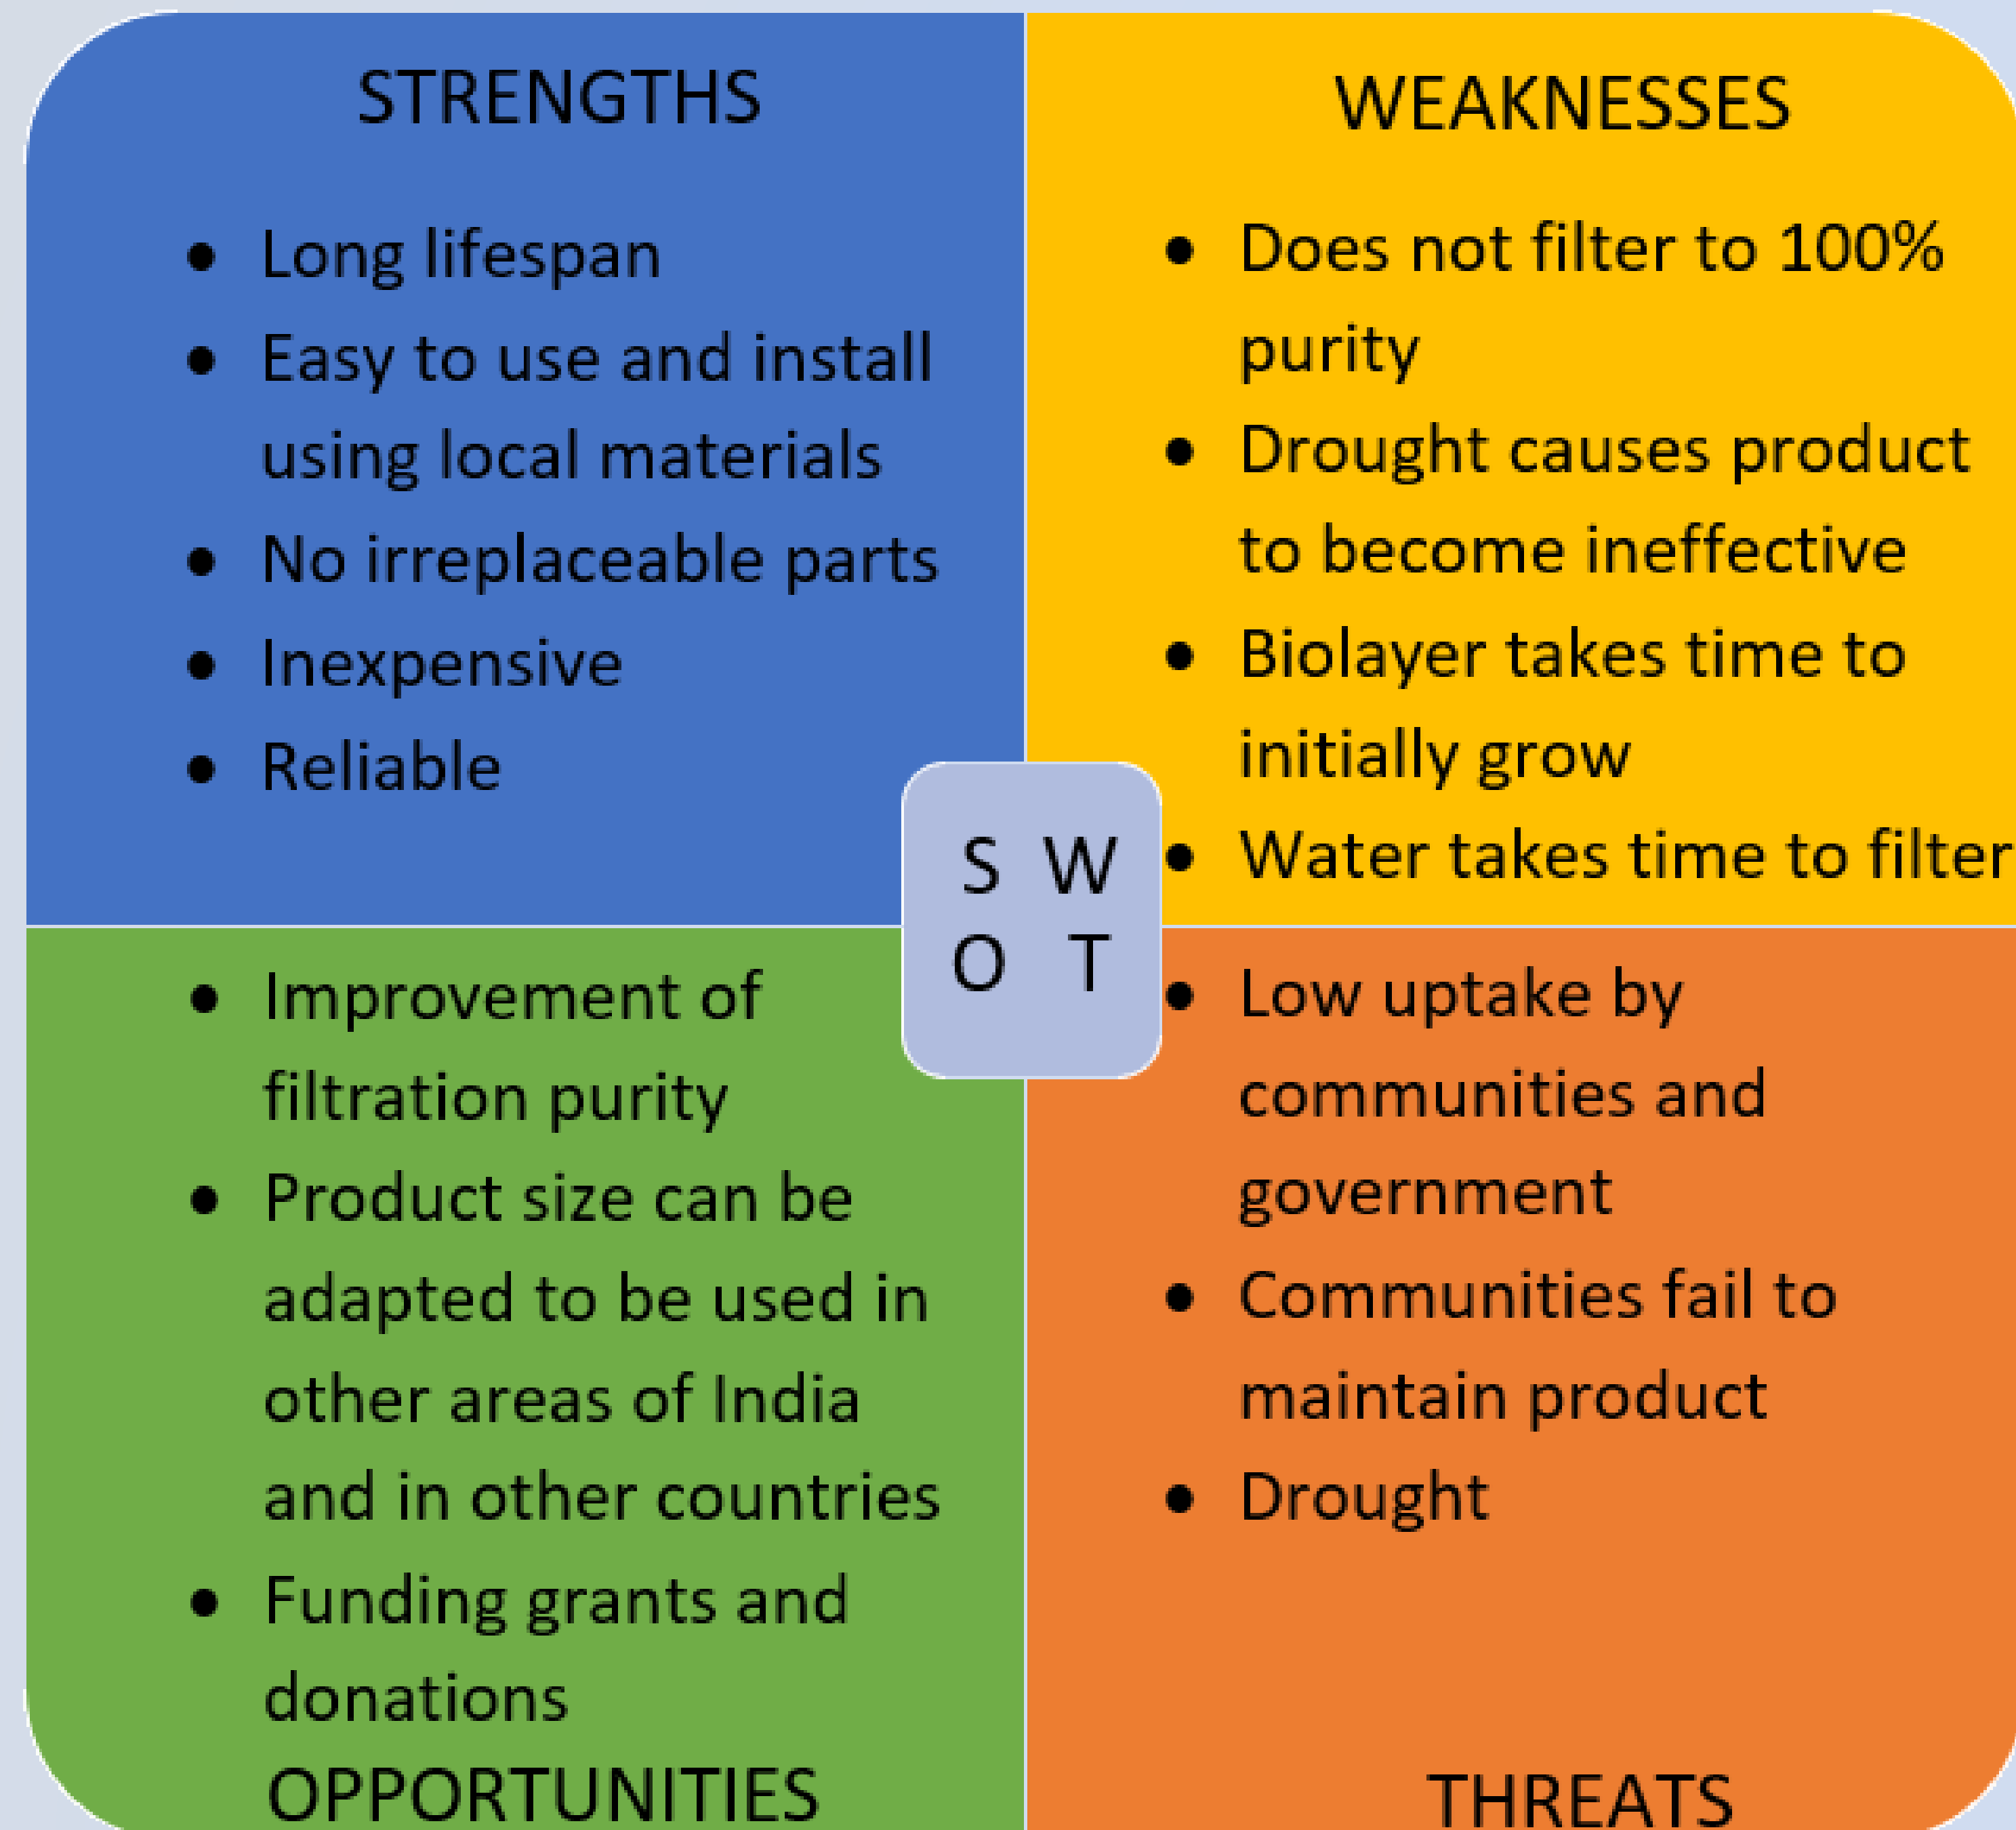 STRENGTHS
• Long lifespan
• Easy to use and install
using local materials
• No irreplaceable parts
• Inexpensive
• Reliable
WEAKNESSES
• Does not filter to 100%
purity
• Drought causes product
to become ineffective
• Biolayer takes time to
initially grow
• Water takes time to filter
S W
O T
• Improvement of
filtration purity
• Product size can be
adapted to be used in
other areas of India
and in other countries
• Funding grants and
donations
OPPORTUNITIES
• Low uptake by
communities and
government
• Communities fail to
maintain product
• Drought
THREATS